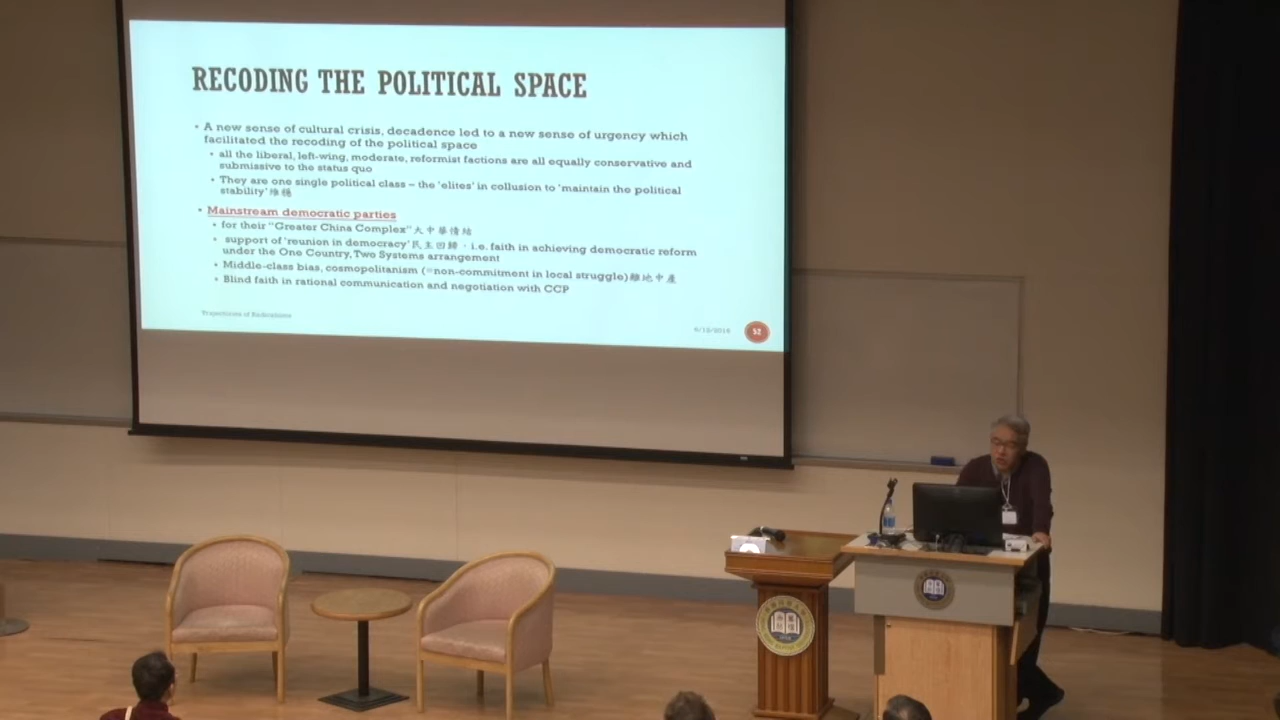 RECODING THE POLITICAL SPACE
• A new sense of cultural crisis, decadence led to a new sense of urgency which
facilitated the recoding of the political space
• all the liberal, left-wing, moderate, reformist factions are all equally conservative and
submissive to the status quo
• They are one single political class – the 'elites' in collusion to 'maintain the political
stability' 維穩
• Mainstream democratic parties
• for their "Greater China Complex" 大中華情結
• support of 'reunion in democracy' 民主回歸，i.e. faith in achieving democratic reform
under the One Country, Two Systems arrangement
• Middle-class bias, cosmopolitanism (=non-commitment in local struggle) 離地中產
• Blind faith in rational communication and negotiation with CCP
Trajectories of Radicalisms
52